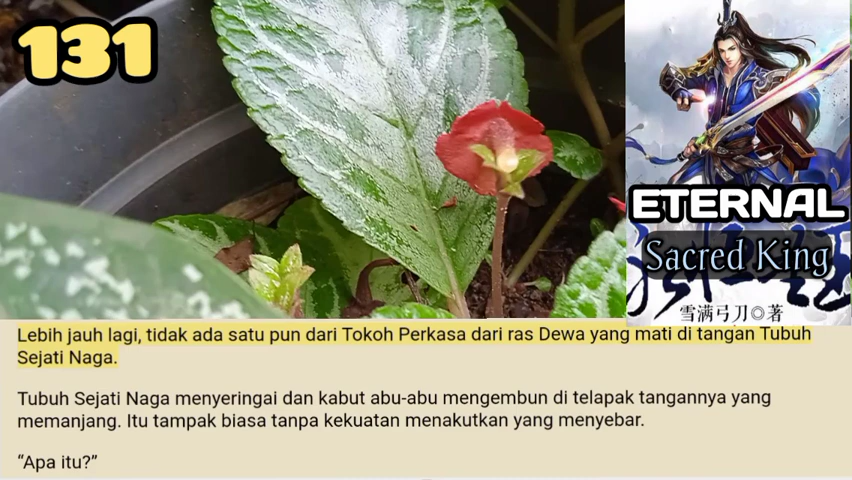 131
ETERNAL
Sacred King
雪满弓刀◎著
Lebih jauh lagi, tidak ada satu pun dari Tokoh Perkasa dari ras Dewa yang mati di tangan Tubuh
Sejati Naga.
Tubuh Sejati Naga menyeringai dan kabut abu-abu mengembun di telapak tangannya yang
memanjang. Itu tampak biasa tanpa kekuatan menakutkan yang menyebar.
“Apa itu?”